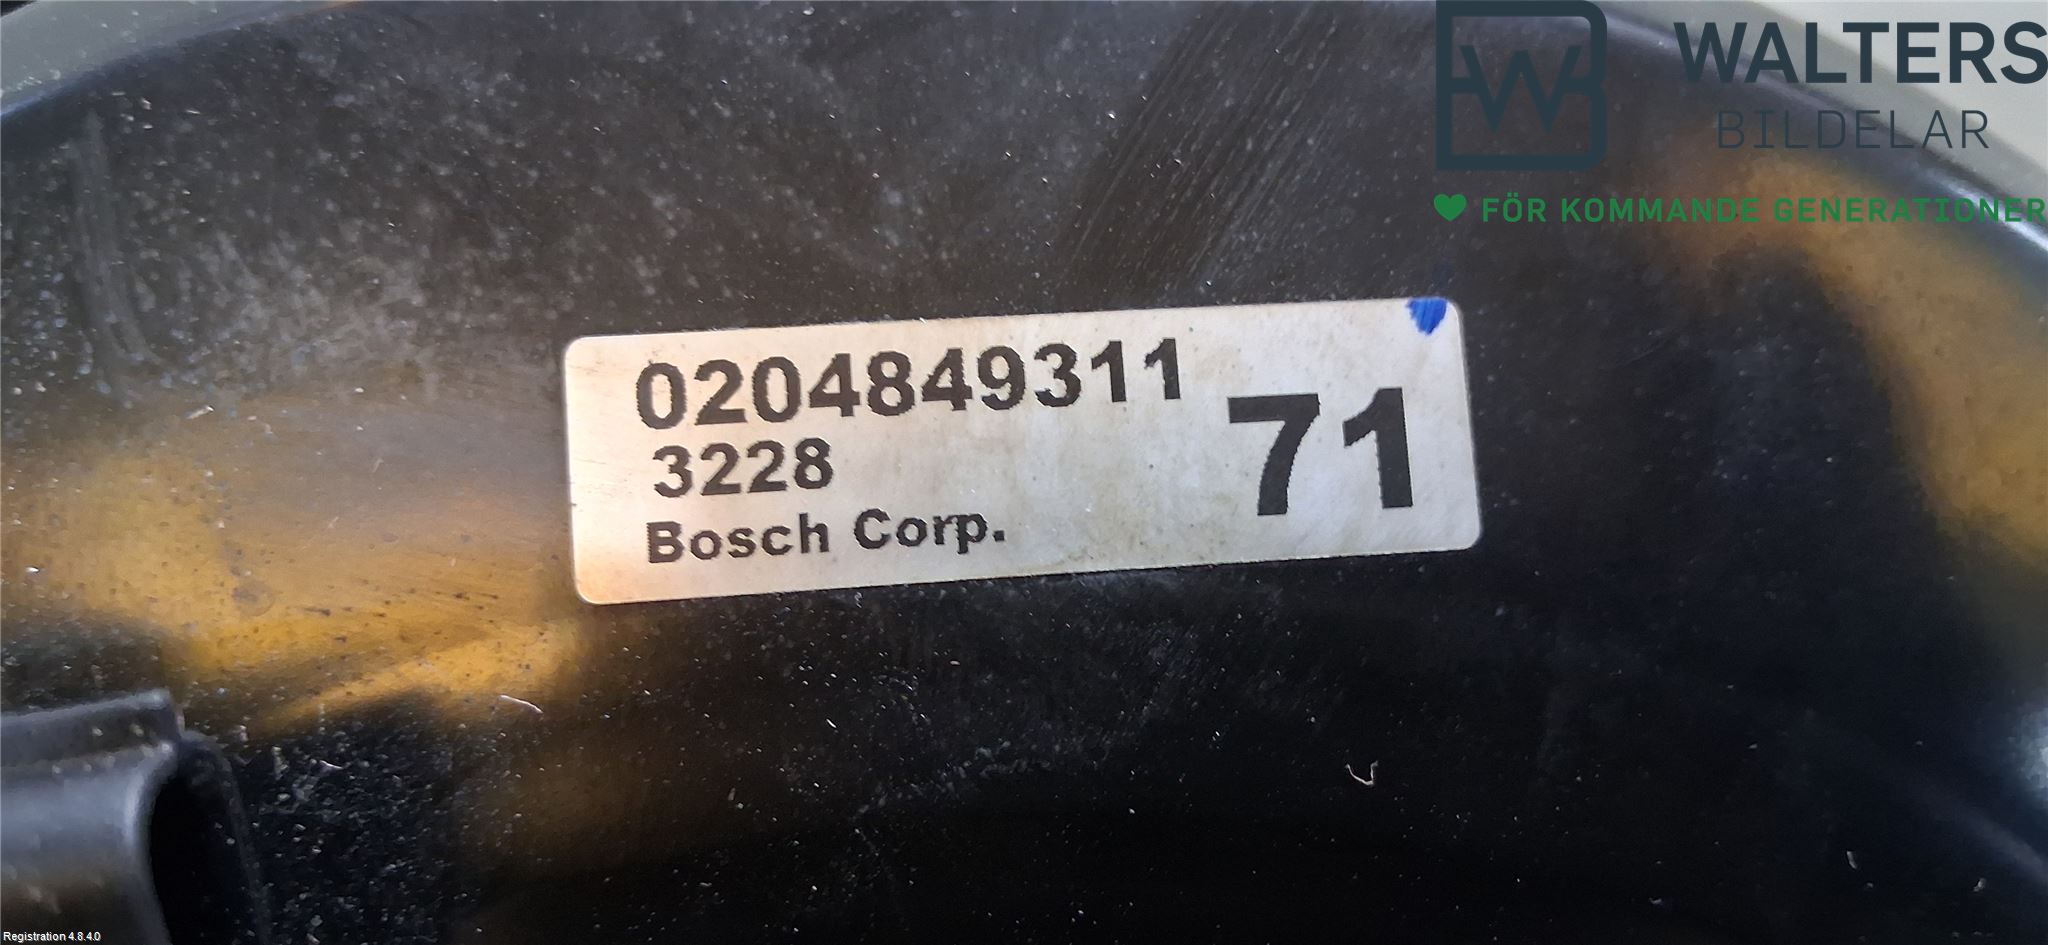 WALTERS
BILDELAR
FÖR KOMMANDE GENERATIONER
0204849311
71
3228
Bosch Corp.
Registration 4.8.4.0